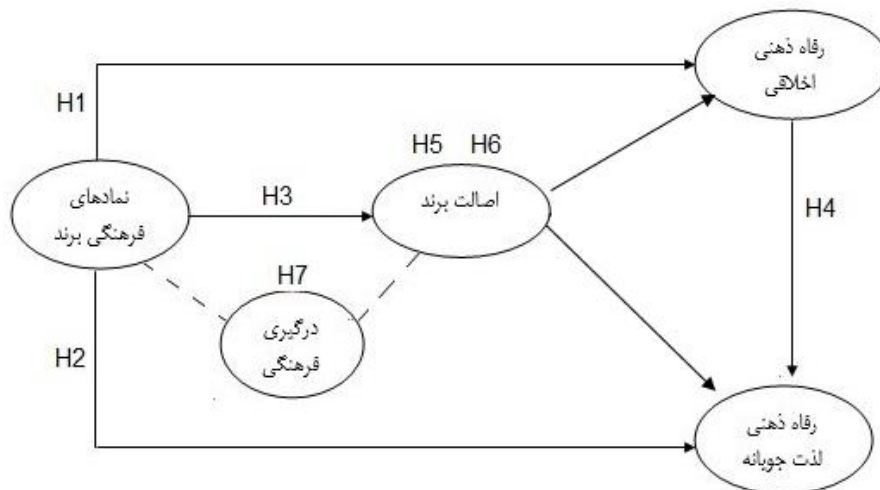 رفاه ذهنی
اخلاقی
H1
H5 H6
نمادهای
فرهنگی برند
H3
اصالت برند
H4
H7
درگیری
فرهنگی
H2
رفاه ذهنی
لذت جویانه